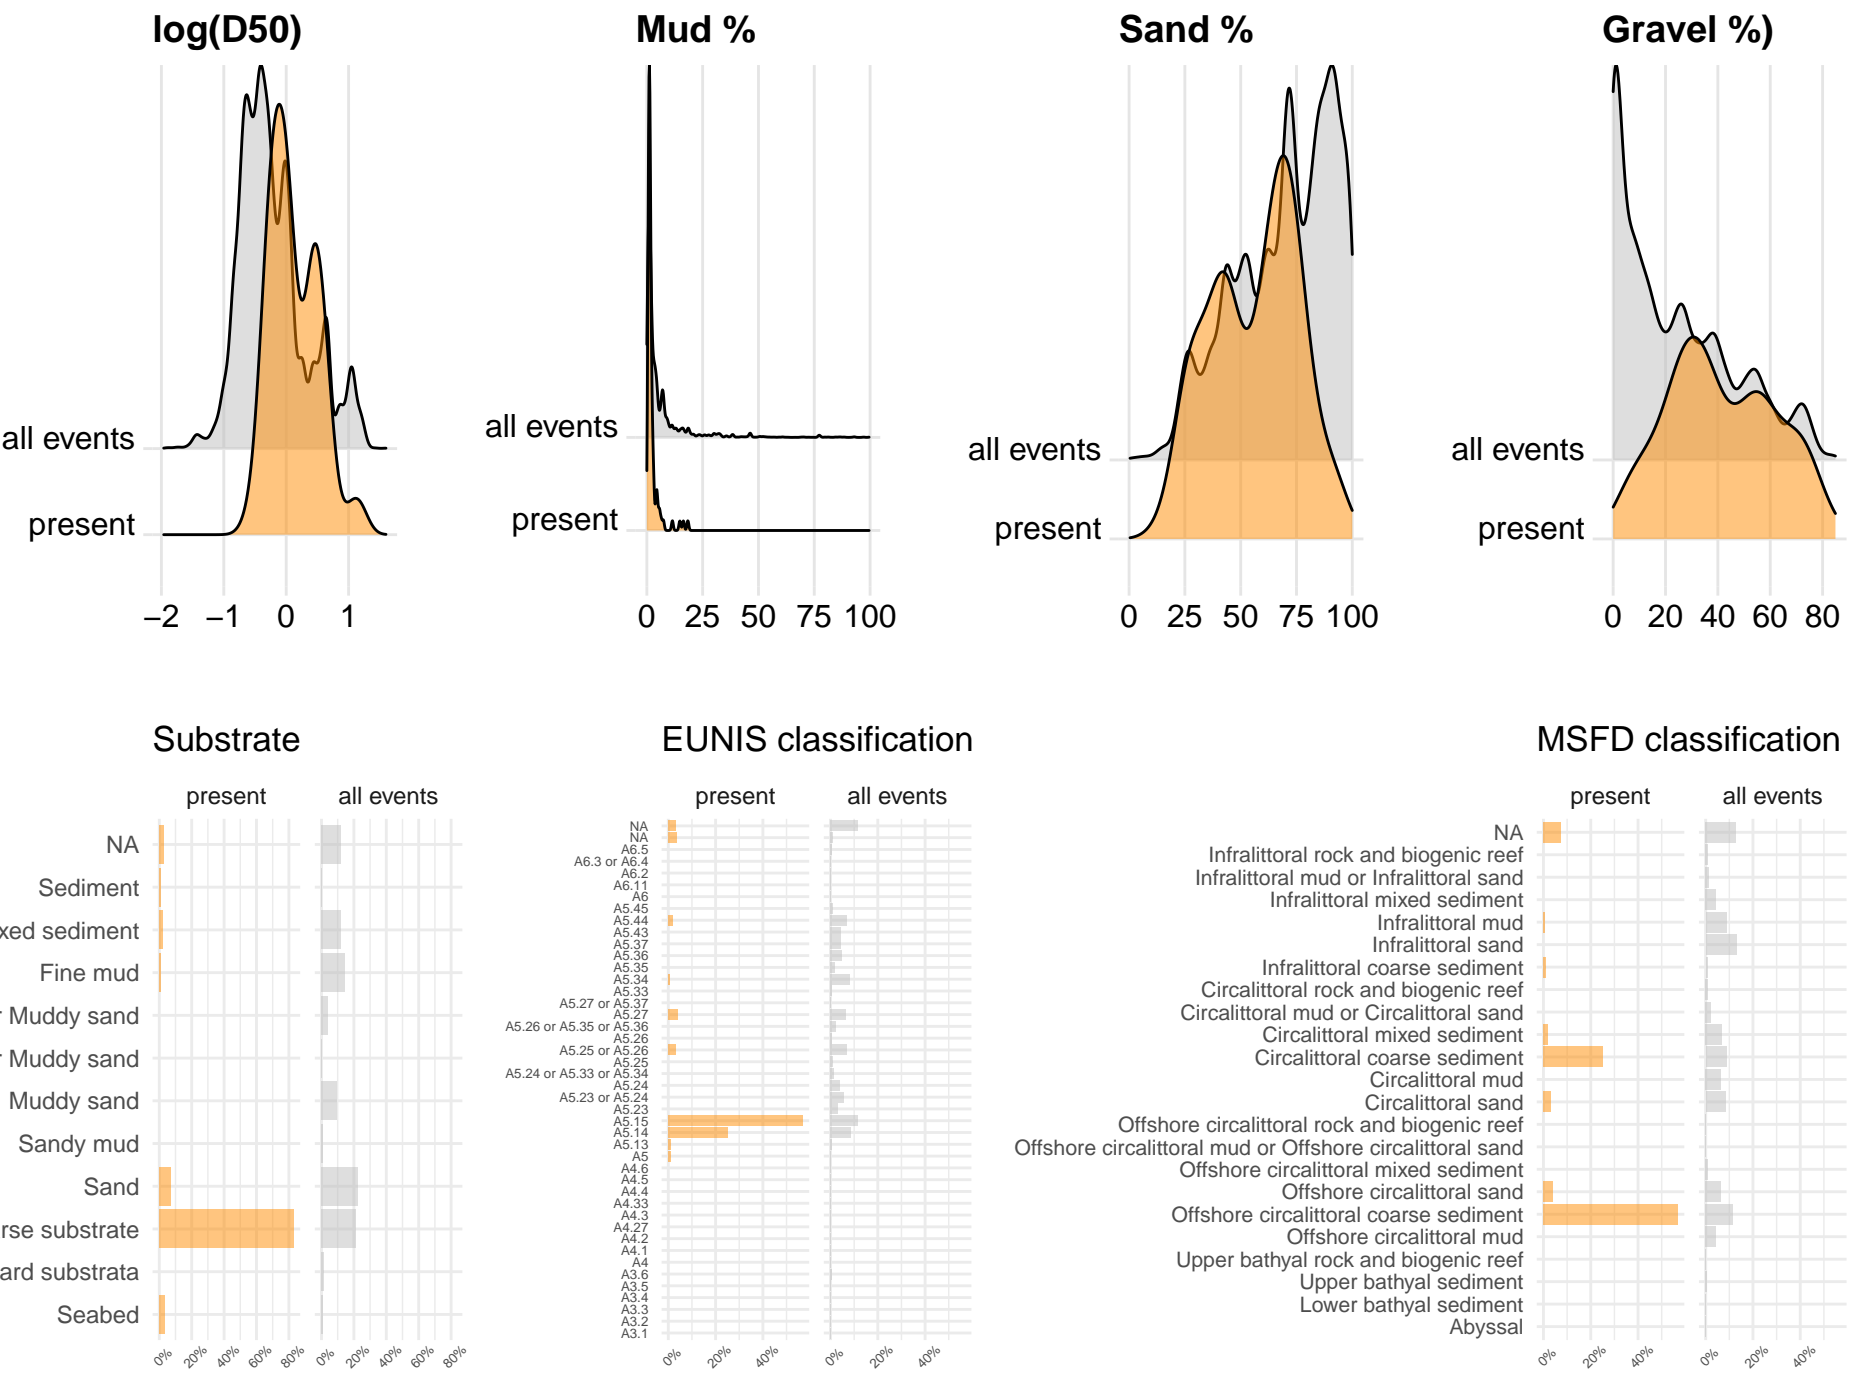 log(D50)
Mud %
Sand %
Gravel %)
all events
present
−2 −1 0 1
all events
present
0 25 50 75 100
all events
present
0 25 50 75 100
all events
present
0 20 40 60 80
Substrate
present
all events
NA
Sediment
xed sediment
Fine mud
r Muddy sand
r Muddy sand
Muddy sand
Sandy mud
Sand
rse substrate
ard substrata
Seabed
0% 20% 40% 60% 80%
0% 20% 40% 60% 80%
EUNIS classification
present
all events
NA
NA
A6.5
A6.3 or A6.4
A6.2
A6.11
A6
A5.45
A5.44
A5.43
A5.37
A5.36
A5.35
A5.34
A5.33
A5.27 or A5.37
A5.27
A5.26 or A5.35 or A5.36
A5.26
A5.25 or A5.26
A5.25
A5.24 or A5.33 or A5.34
A5.24
A5.23 or A5.24
A5.23
A5.15
A5.14
A5.13
A5
A4.6
A4.5
A4.4
A4.33
A4.3
A4.27
A4.2
A4.1
A4
A3.6
A3.5
A3.4
A3.3
A3.2
A3.1
0% 20% 40%
0% 20% 40%
MSFD classification
present
all events
NA
Infralittoral rock and biogenic reef
Infralittoral mud or Infralittoral sand
Infralittoral mixed sediment
Infralittoral mud
Infralittoral sand
Infralittoral coarse sediment
Circalittoral rock and biogenic reef
Circalittoral mud or Circalittoral sand
Circalittoral mixed sediment
Circalittoral coarse sediment
Circalittoral mud
Circalittoral sand
Offshore circalittoral rock and biogenic reef
Offshore circalittoral mud or Offshore circalittoral sand
Offshore circalittoral mixed sediment
Offshore circalittoral sand
Offshore circalittoral coarse sediment
Offshore circalittoral mud
Upper bathyal rock and biogenic reef
Upper bathyal sediment
Lower bathyal sediment
Abyssal
0% 20% 40%
0% 20% 40%